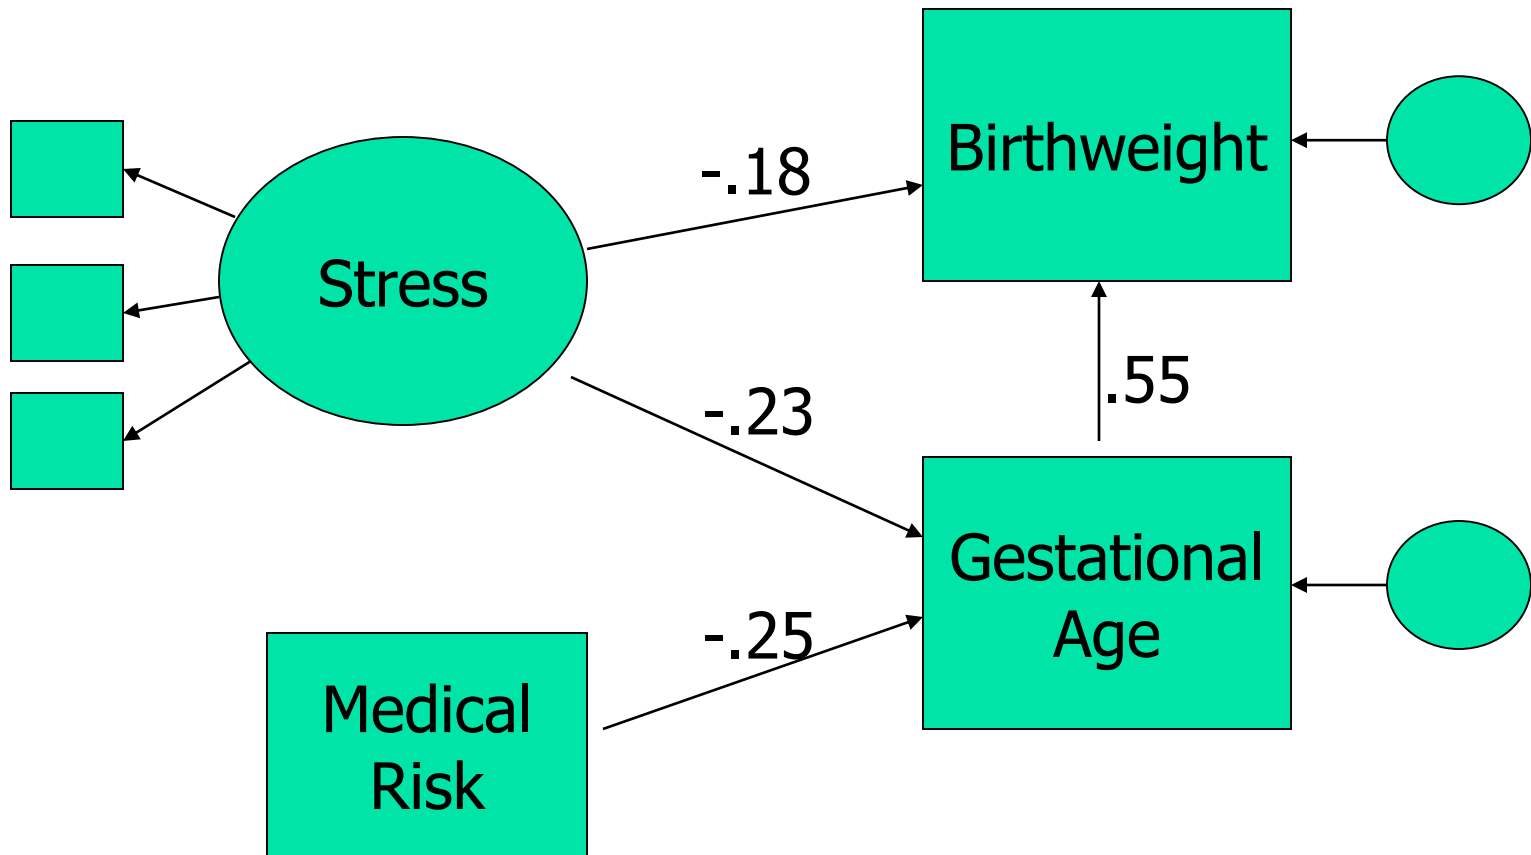 Birthweight
-.18
Stress
.55
-.23
Gestational
Age
-.25
Medical
Risk